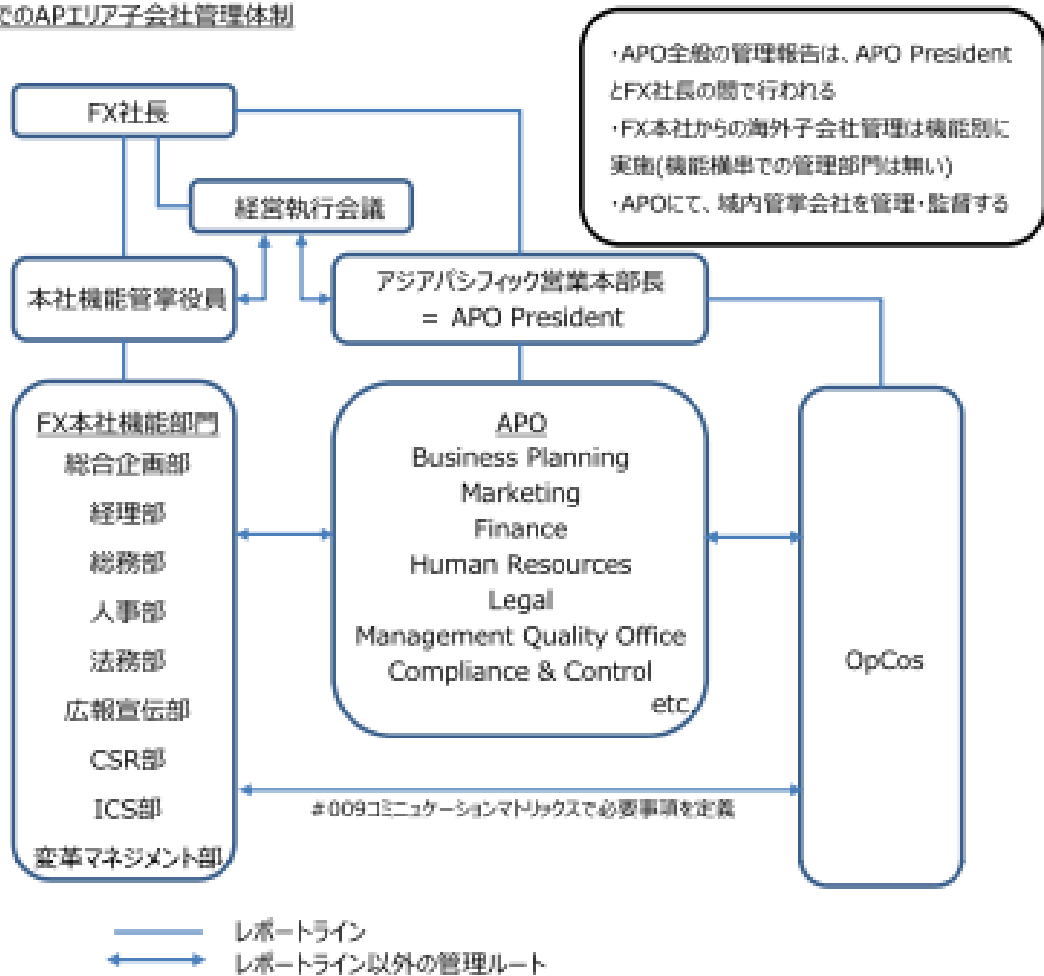 でのAPエリア子会社管理体制
・APO全般の管理報告は、APO President
とFX社長の間で行われる
・FX本社からの海外子会社管理は機能別に
実施(機能横串での管理部門は無い)
・APOにて、域内管掌会社を管理・監督する
FX社長
経営執行会議
本社機能管掌役員
アジアパシフィック営業本部長
= APO President
FX本社機能部門
総合企画部
経理部
総務部
人事部
法務部
広報宣伝部
CSR部
ICS部
変革マネジメント部
APO
Business Planning
Marketing
Finance
Human Resources
Legal
Management Quality Office
Compliance & Control
etc
OpCos
#009コミニュケーションマトリックスで必要事項を定義
レポートライン
レポートライン以外の管理ルート